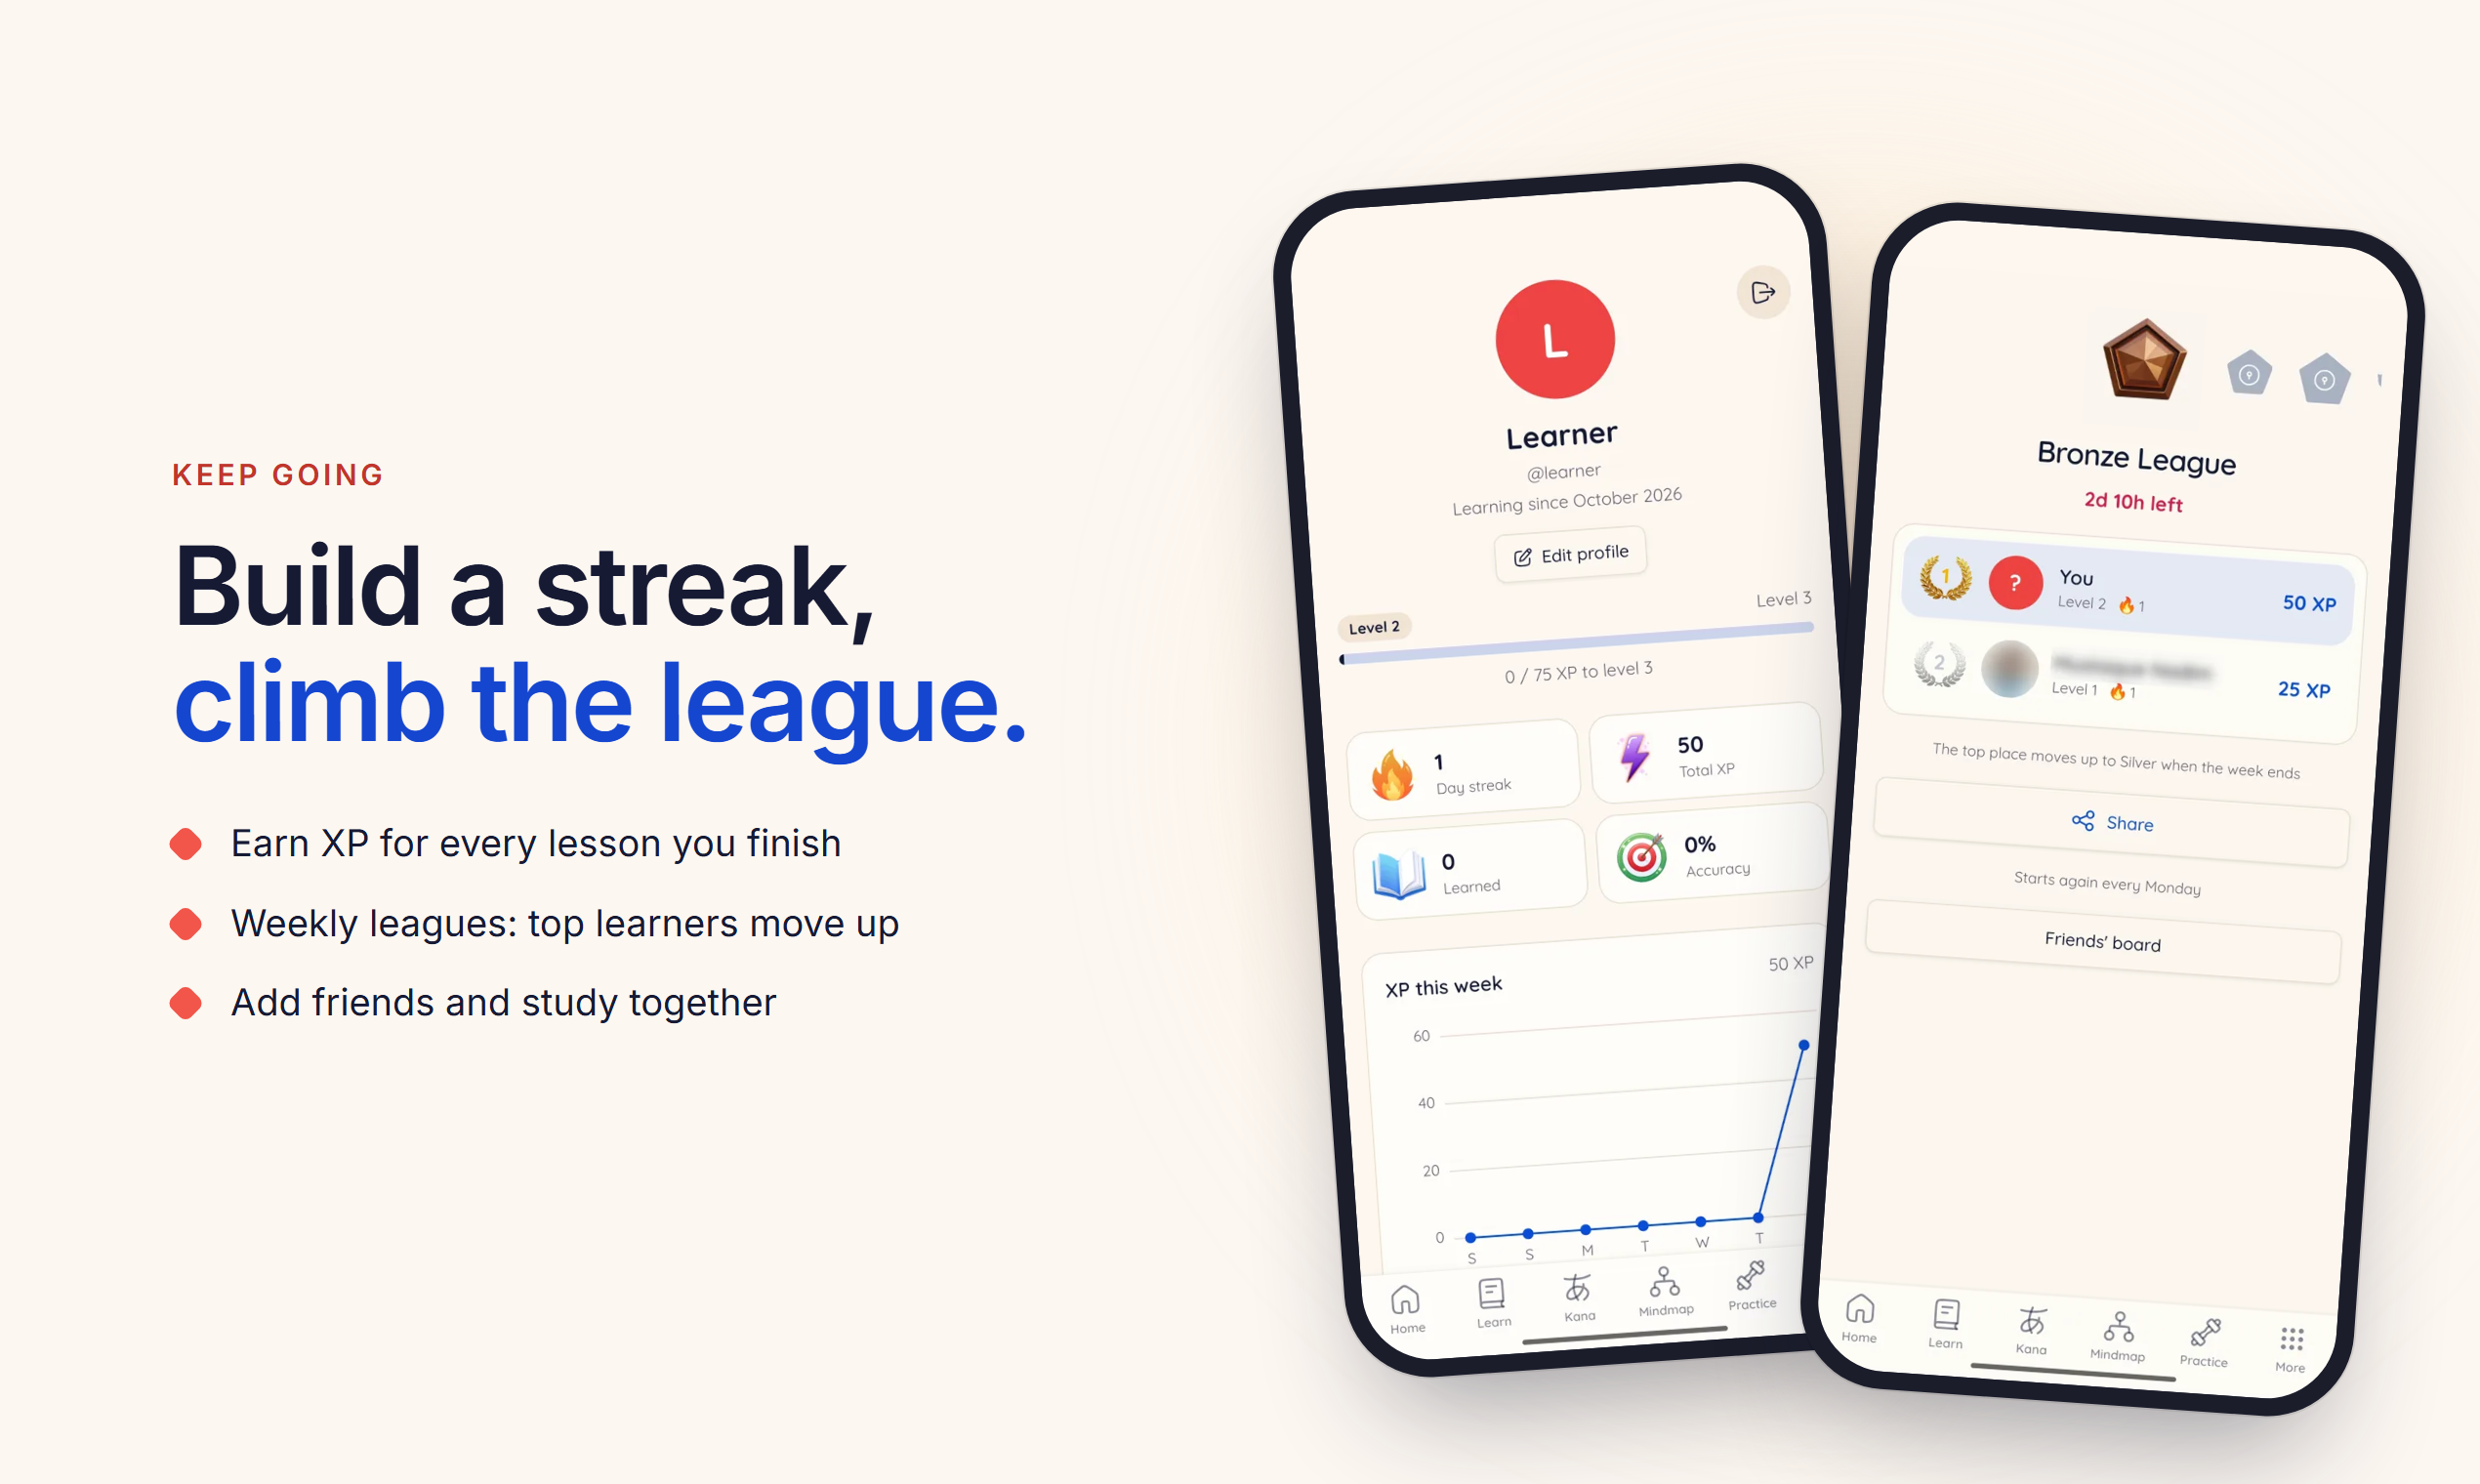 KEEP GOING
Build a streak,
climb the league.
Earn XP for every lesson you finish
Weekly leagues: top learners move up
Add friends and study together
L
Learner
@learner
Learning since October 2026
Edit profile
Level 2
Level 3
0 / 75 XP to level 3
1
Day streak
50
Total XP
0
Learned
0%
Accuracy
XP this week
50 XP
60
40
20
0
S S M T W T
Home
Learn
あ
Kana
Mindmap
Practice
Bronze League
2d 10h left
1
?
You
Level 2 🔥 1
50 XP
2
Level 1 🔥 1
25 XP
The top place moves up to Silver when the week ends
Share
Starts again every Monday
Friends' board
Home
Learn
あ
Kana
Mindmap
Practice
More